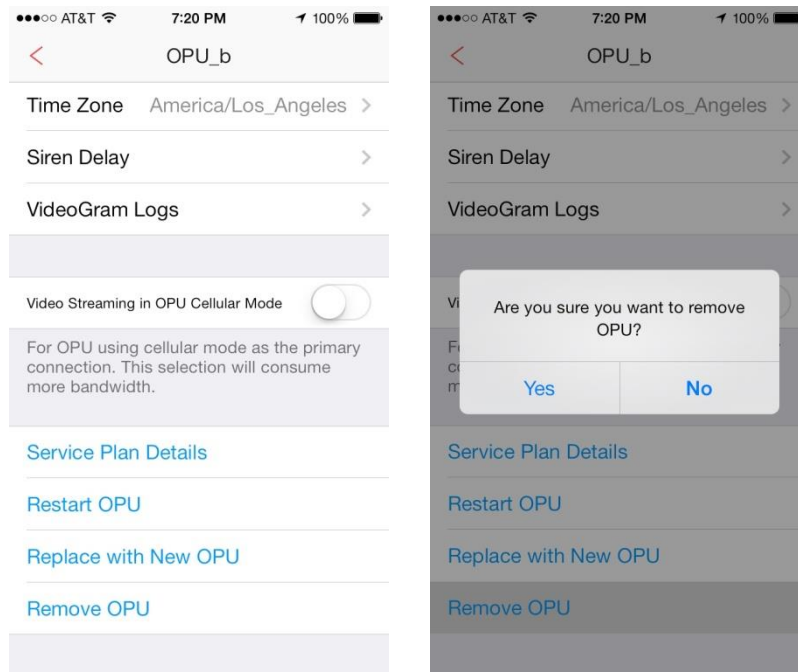 AT&T 7:20 PM 100%
OPU_b
Time Zone America/Los_Angeles >
Siren Delay >
VideoGram Logs >
Video Streaming in OPU Cellular Mode
For OPU using cellular mode as the primary
connection. This selection will consume
more bandwidth.
Service Plan Details
Restart OPU
Replace with New OPU
Remove OPU
AT&T 7:20 PM 100%
OPU_b
Time Zone America/Los_Angeles >
Siren Delay >
VideoGram Logs >
Are you sure you want to remove
OPU?
Yes No
Service Plan Details
Restart OPU
Replace with New OPU
Remove OPU